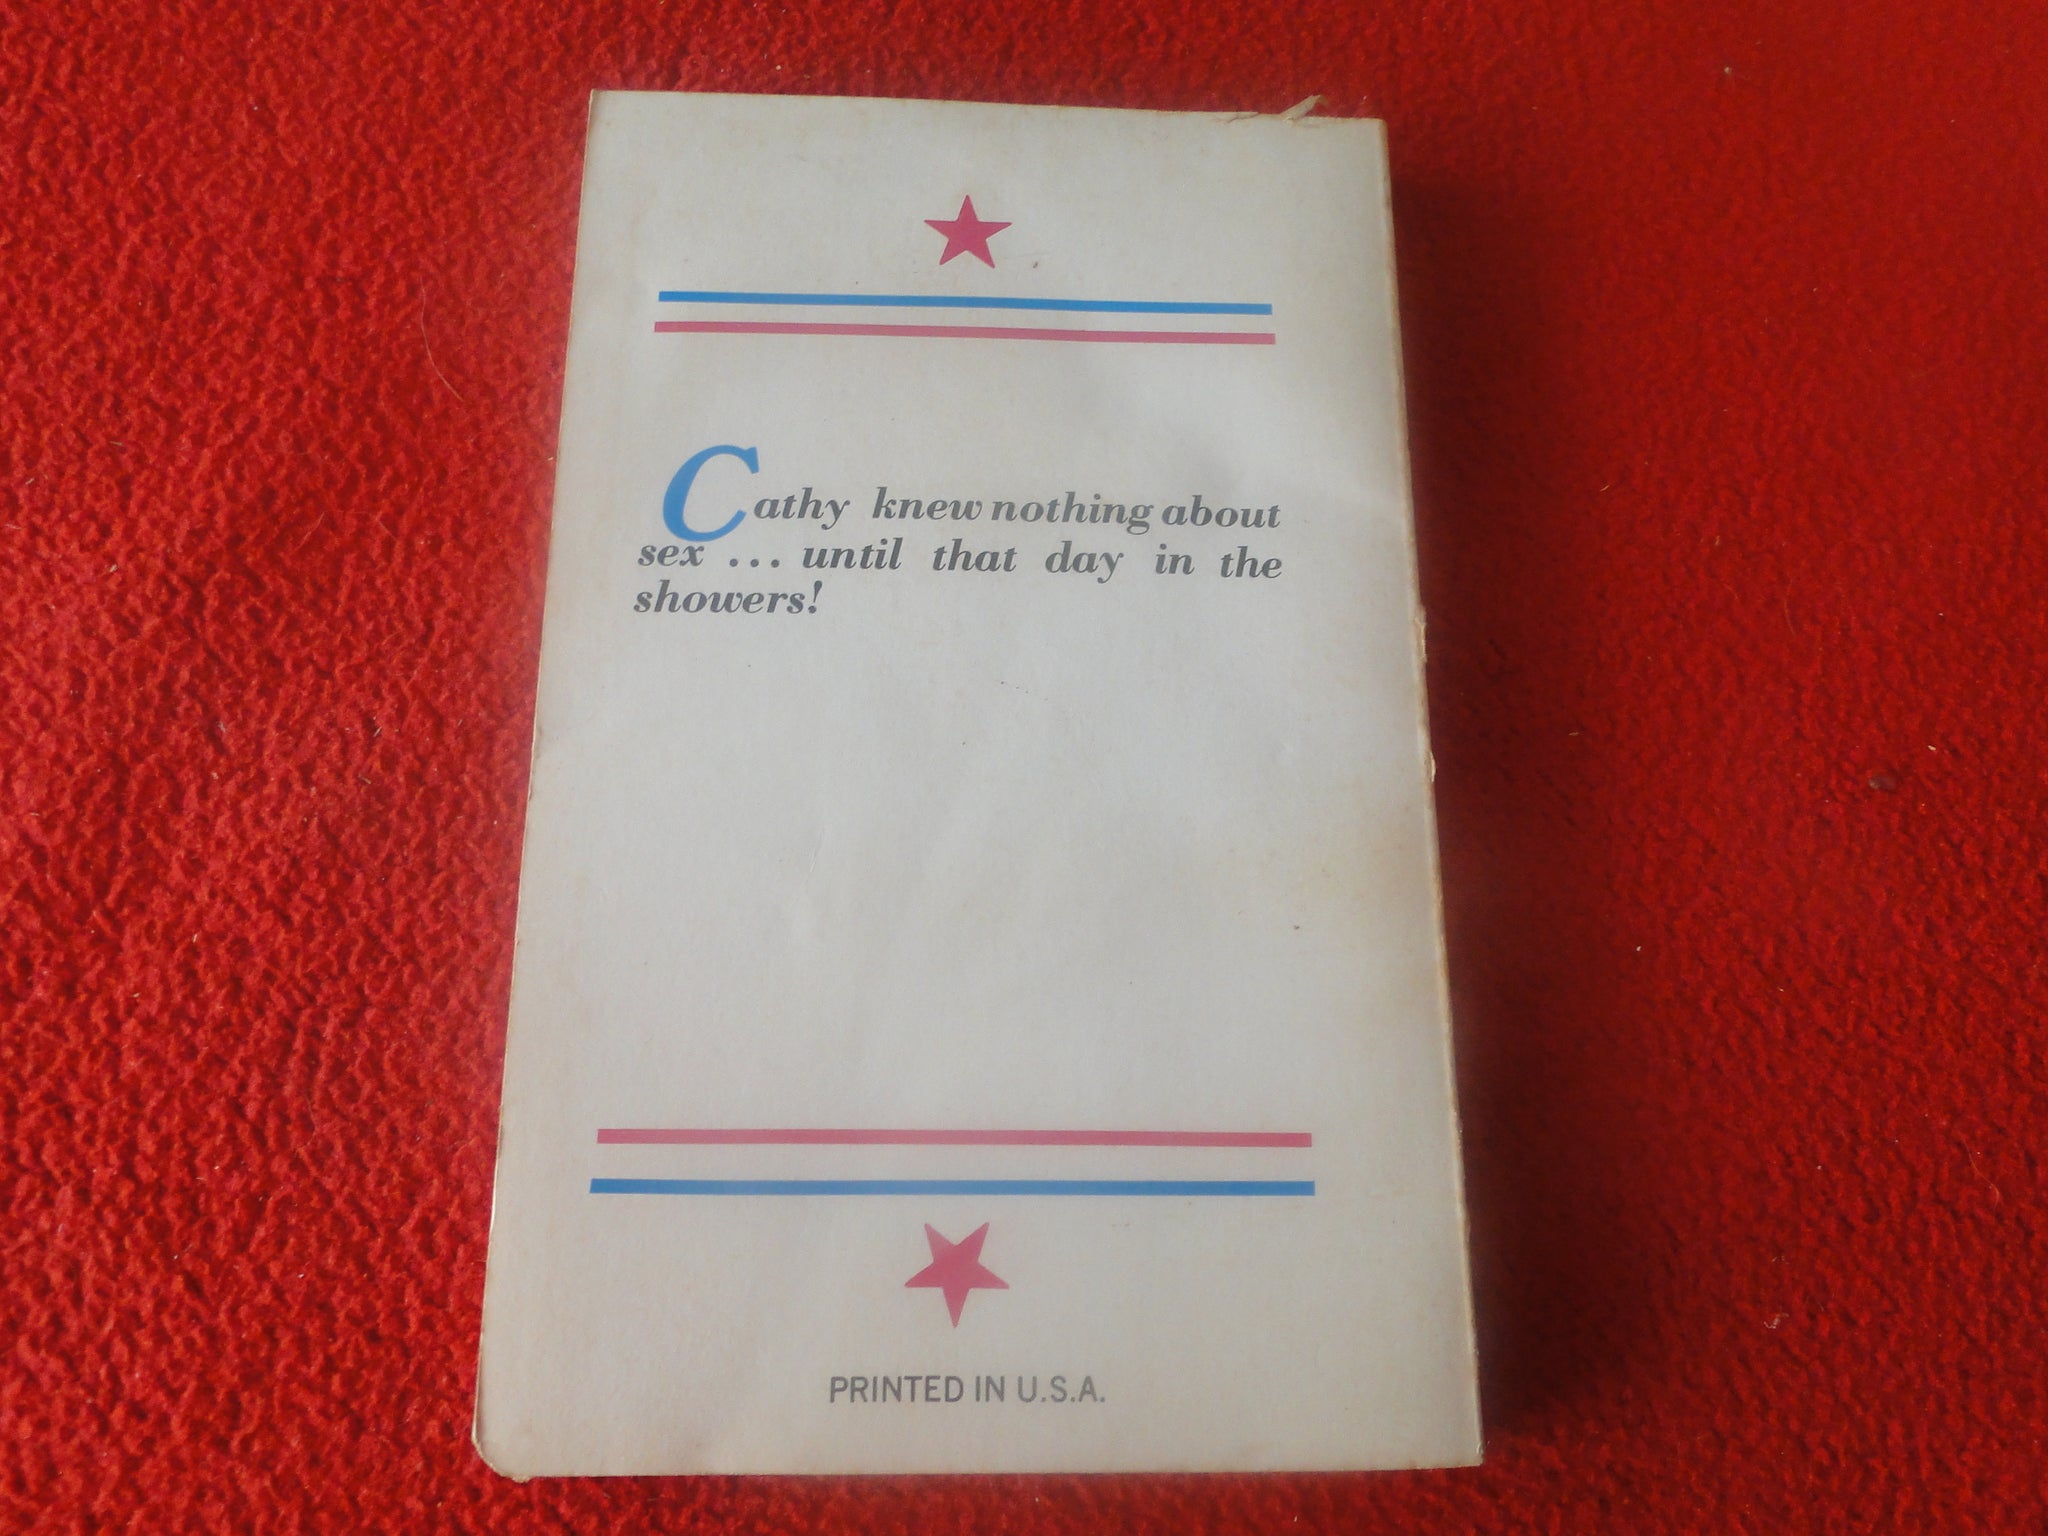 Cathy knew nothing about
sex ... until that day in the
showers!
PRINTED IN U.S.A.